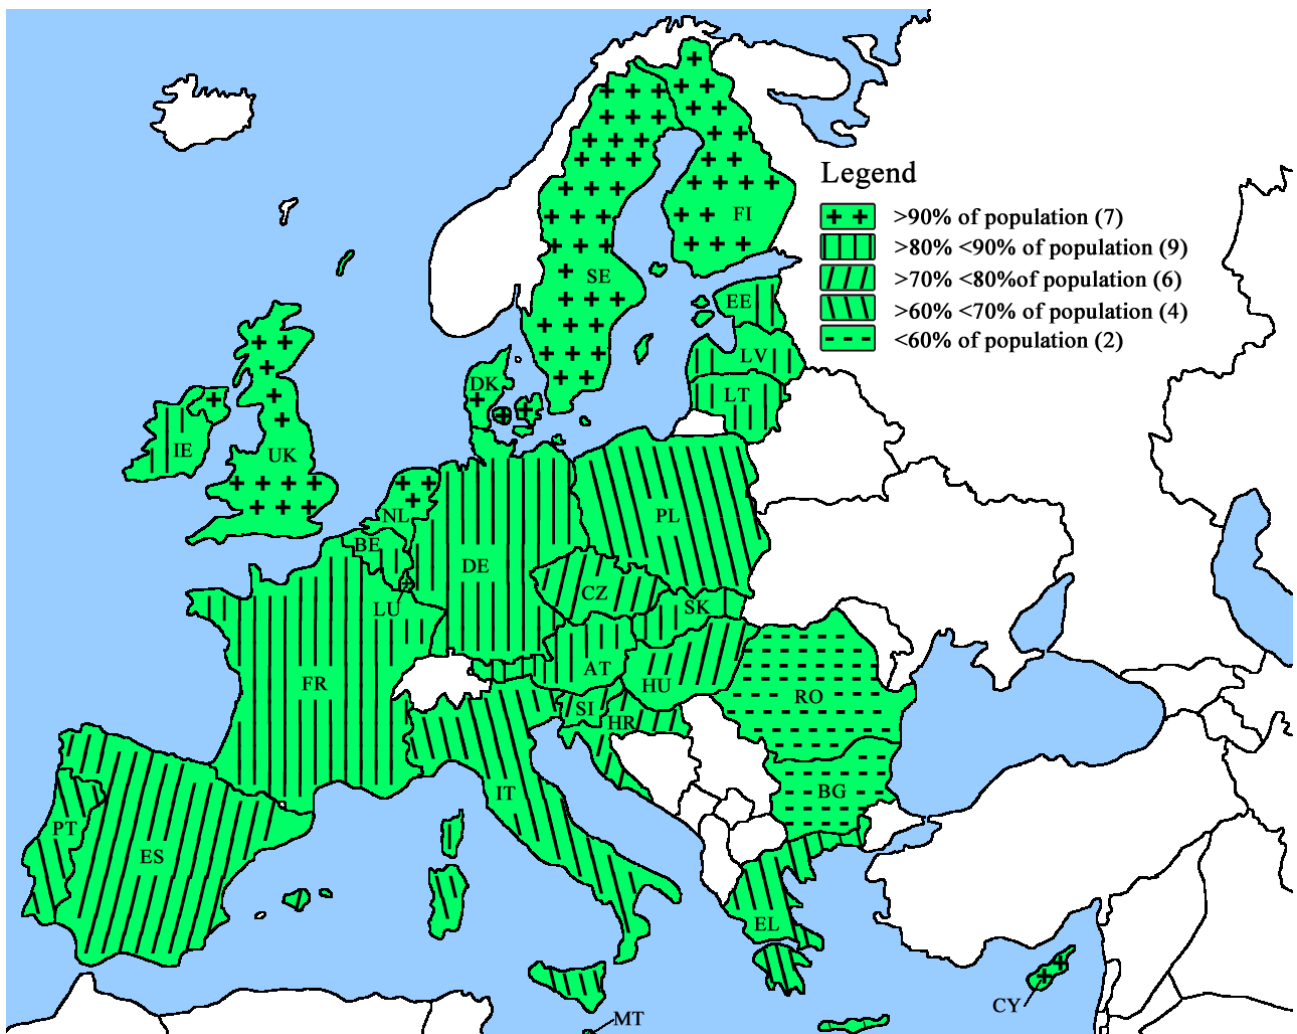 Legend
>90% of population (7)
>80% <90% of population (9)
>70% <80%of population (6)
>60% <70% of population (4)
<60% of population (2)
FI
SE
EE
LV
LT
DK
IE
UK
NL
BE
LU
DE
PL
CZ
SK
AT
HU
FR
SI
HR
RO
BG
IT
PT
ES
EL
CY
MT